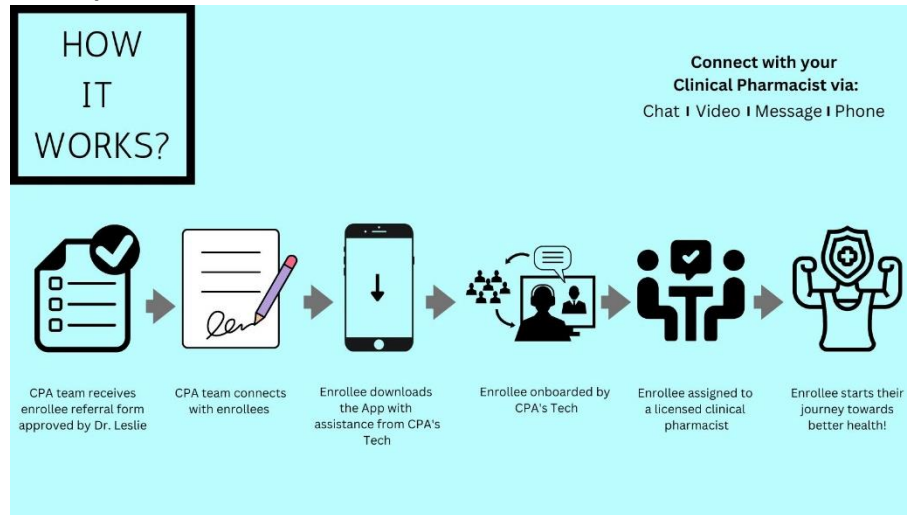 HOW
IT
WORKS?
Connect with your
Clinical Pharmacist via:
Chat I Video I Message I Phone
CPA team receives
enrollee referral form
approved by Dr. Leslie
CPA team connects
with enrollees
Enrollee downloads
the App with
assistance from CPA's
Tech
Enrollee onboarded by
CPA's Tech
Enrollee assigned to
a licensed clinical
pharmacist
Enrollee starts their
journey towards
better health!